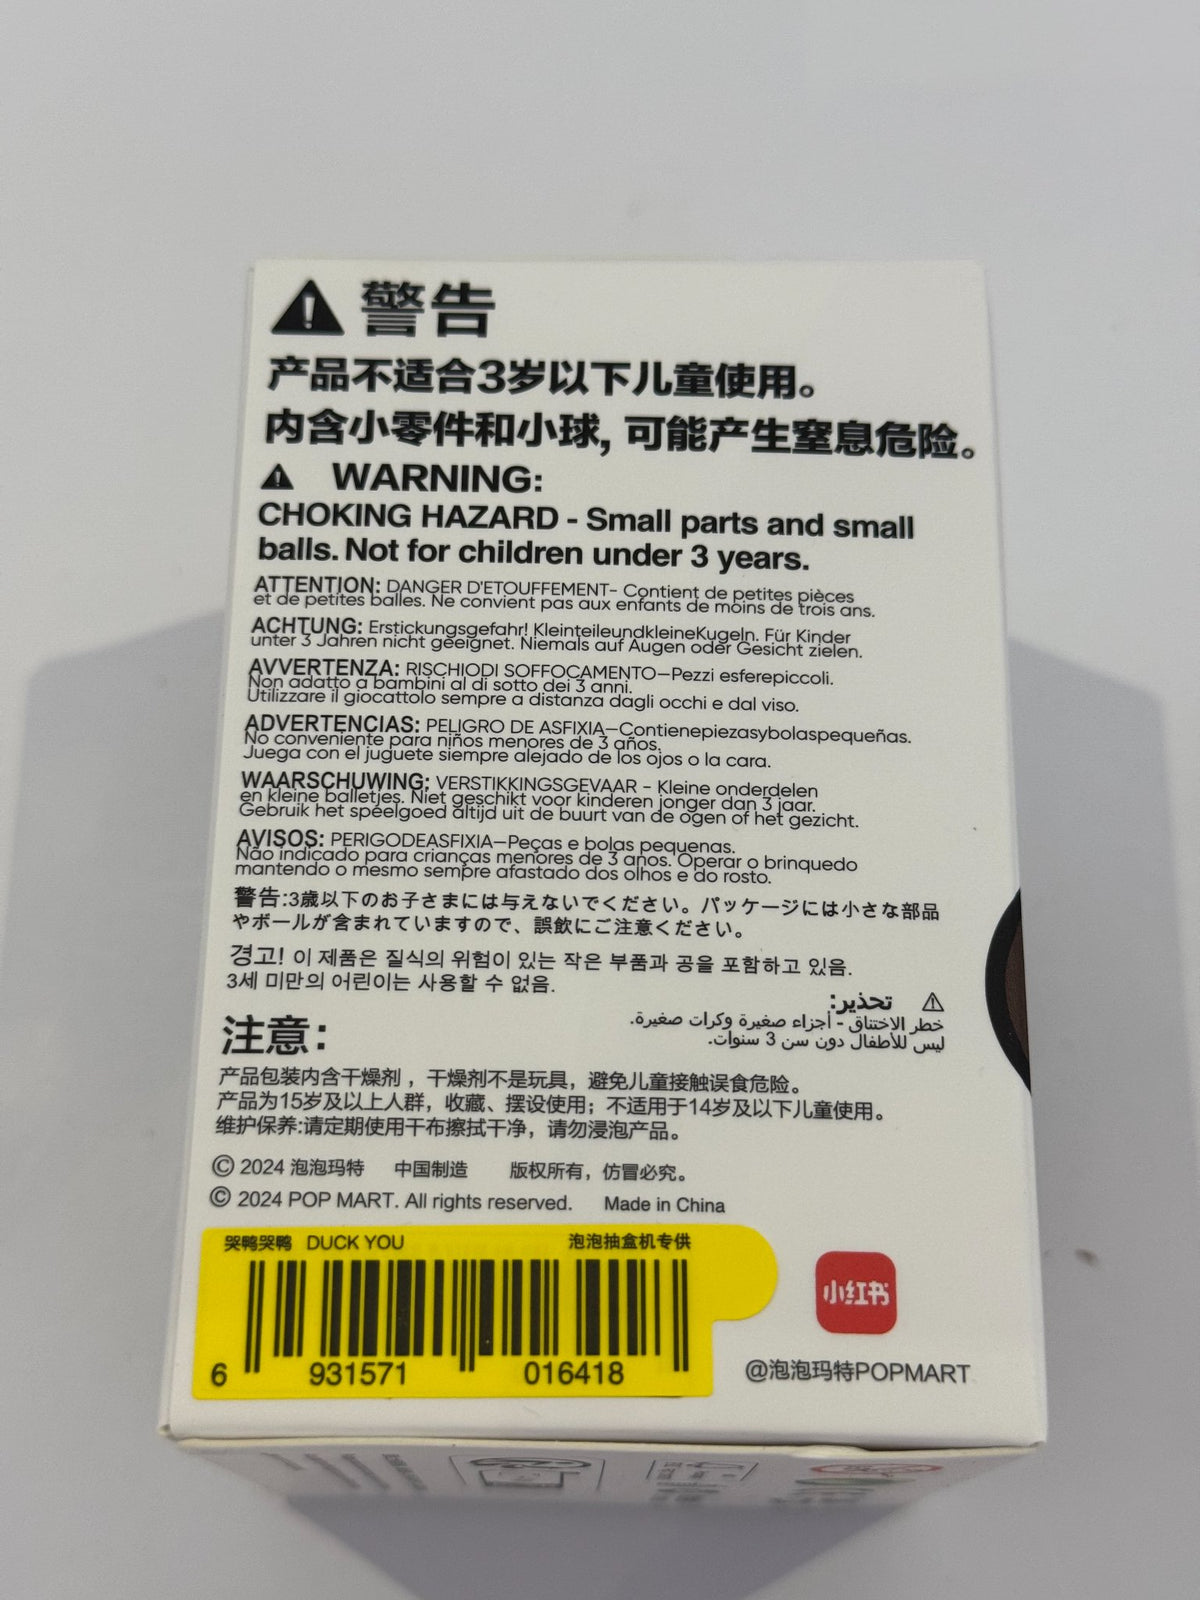 警告
产品不适合3岁以下儿童使用。
内含小零件和小球, 可能产生窒息危险。
WARNING:
CHOKING HAZARD - Small parts and small
balls. Not for children under 3 years.
ATTENTION: DANGER D'ETOUFFEMENT- Contient de petites pièces
et de petites balles. Ne convient pas aux enfants de moins de trois ans.
ACHTUNG: Erstickungsgefahr! KleinteileundkleineKugeln. Für Kinder
unter 3 Jahren nicht geeignet. Niemals auf Augen oder Gesicht zielen.
AVVERTENZA: RISCHIODI SOFFOCAMENTO—Pezzi esferepiccoli.
Non adatto a bambini al di sotto dei 3 anni.
Utilizzare il giocattolo sempre a distanza dagli occhi e dal viso.
ADVERTENCIAS: PELIGRO DE ASFIXIA—Contienepiezasybolaspequeñas.
No conveniente para niños menores de 3 años.
Juega con el juguete siempre alejado de los ojos o la cara.
WAARSCHUWING: VERSTIKKINGSGEVAAR - Kleine onderdelen
en kleine balletjes. Niet geschikt voor kinderen jonger dan 3 jaar.
Gebruik het speelgoed altijd uit de buurt van de ogen of het gezicht.
AVISOS: PERIGODEASFIXIA—Peças e bolas pequenas.
Não indicado para crianças menores de 3 anos. Operar o brinquedo
mantendo o mesmo sempre afastado dos olhos e do rosto.
警告:3歳以下のお子さまには与えないでください。パッケージには小さな部品
やボールが含まれていますので、誤飲にご注意ください。
경고! 이 제품은 질식의 위험이 있는 작은 부품과 공을 포함하고 있음.
3세 미만의 어린이는 사용할 수 없음.
تحذير:
خطر الاختناق - أجزاء صغيرة وكرات صغيرة.
ليس للأطفال دون سن 3 سنوات.
注意:
产品包装内含干燥剂，干燥剂不是玩具，避免儿童接触误食危险。
产品为15岁及以上人群，收藏、摆设使用；不适用于14岁及以下儿童使用。
维护保养:请定期使用干布擦拭干净，请勿浸泡产品。
© 2024 泡泡玛特 中国制造 版权所有，仿冒必究。
© 2024 POP MART. All rights reserved. Made in China
哭鸭哭鸭 DUCK YOU 泡泡抽盒机专供
6 931571 016418
小红书
@泡泡玛特POPMART